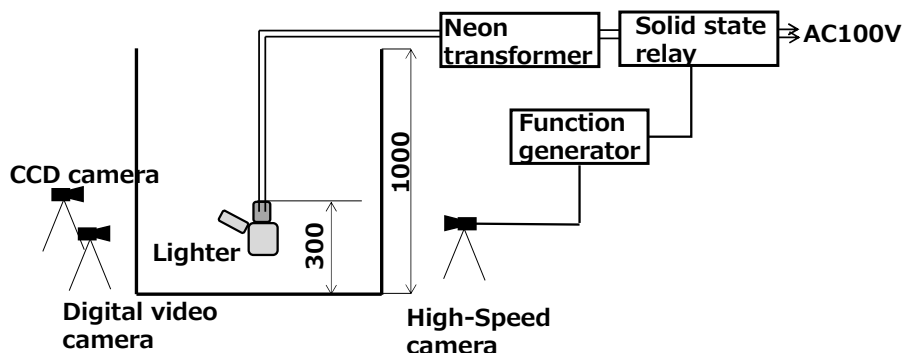 Neon
transformer
Solid state
relay
AC100V
Function
generator
1000
CCD camera
300
Lighter
Digital video
camera
High-Speed
camera